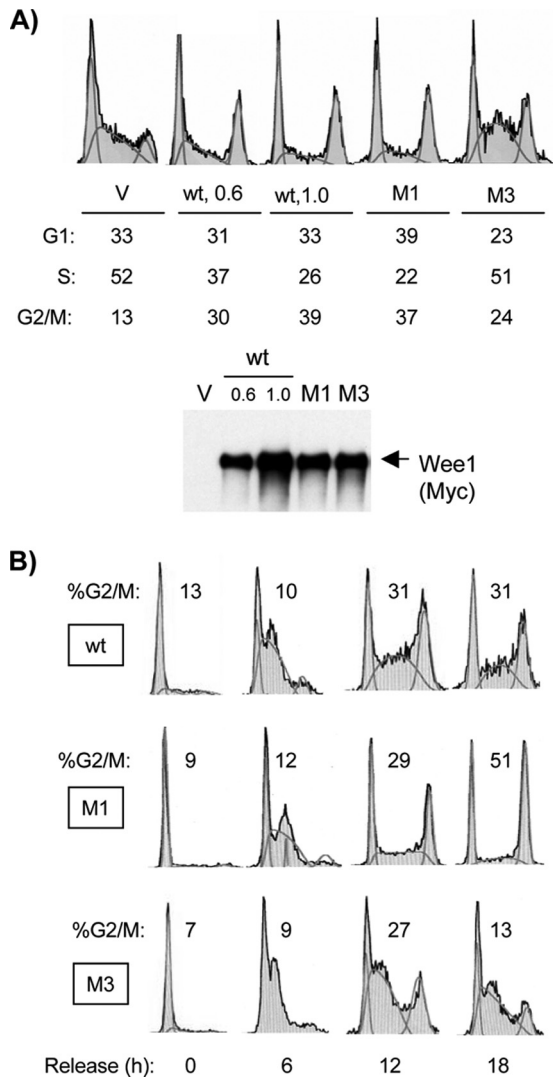 A)
V wt, 0.6 wt,1.0 M1 M3
G1: 33 31 33 39 23
S: 52 37 26 22 51
G2/M: 13 30 39 37 24
wt
V 0.6 1.0 M1 M3
Wee1
(Myc)
B)
%G2/M: 13 10 31 31
wt
%G2/M: 9 12 29 51
M1
%G2/M: 7 9 27 13
M3
Release (h): 0 6 12 18